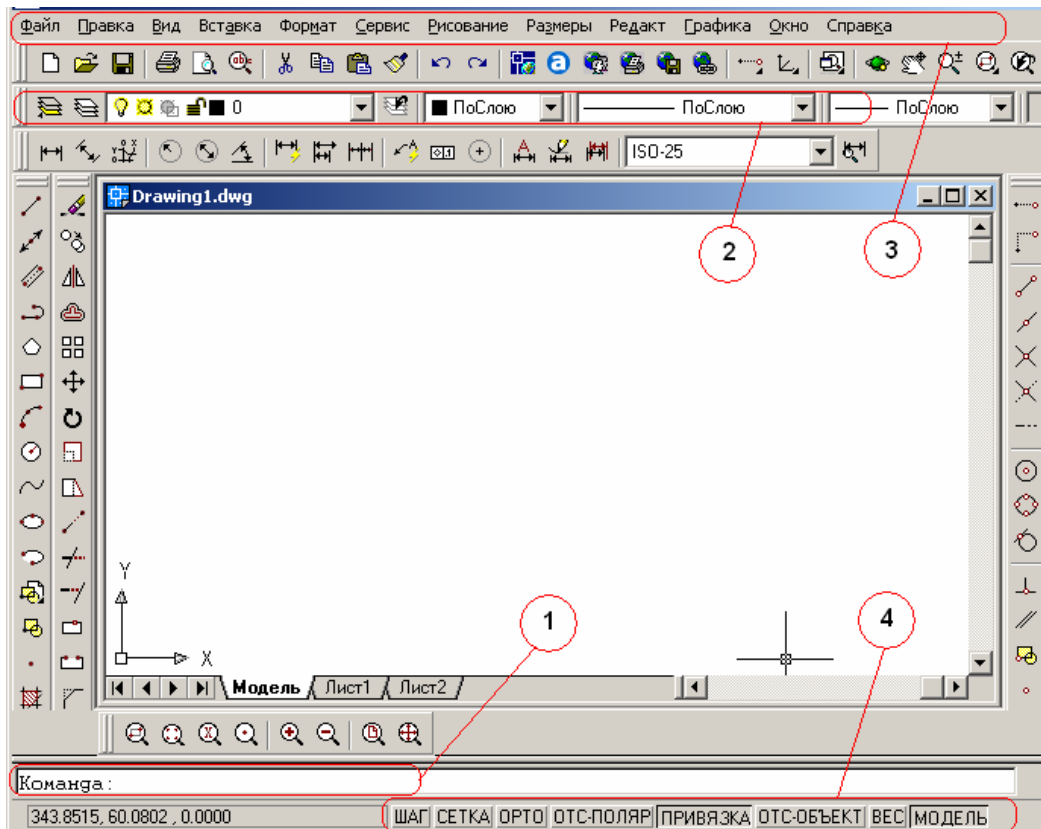 Файл Правка Вид Вставка Формат Сервис Рисование Размеры Редакт Графика Окно Справка
0 ПоСлою ПоСлою ПоСлою
ISO-25
Drawing1.dwg
2 3
Y
X
1 4
Модель Лист1 Лист2
Команда:
343.8515, 60.0802 , 0.0000 ШАГ СЕТКА ОРТО ОТС-ПОЛЯР ПРИВЯЗКА ОТС-ОБЪЕКТ ВЕС МОДЕЛЬ